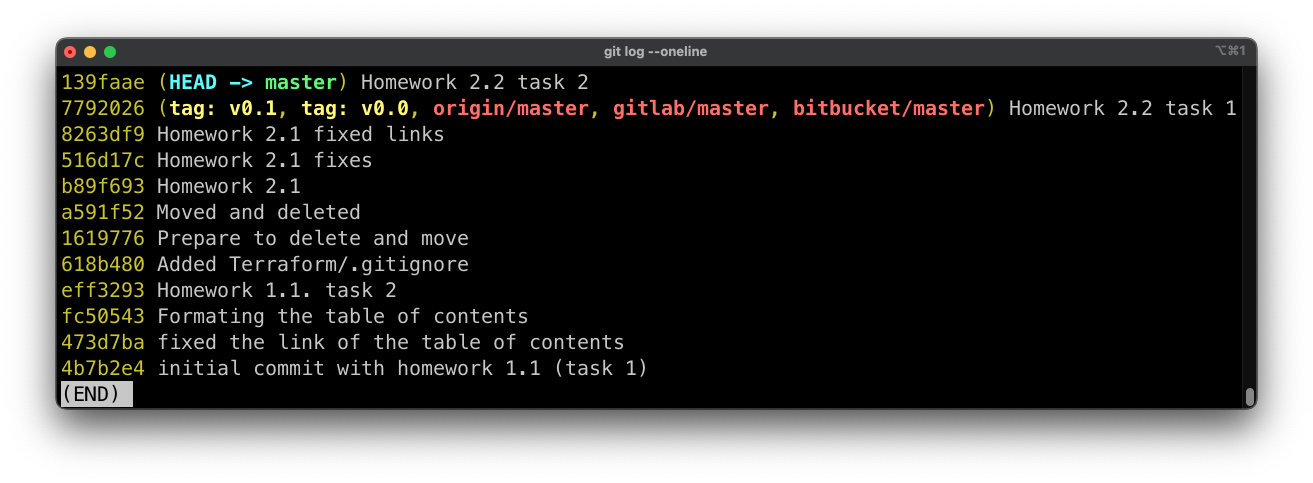 git log --oneline
⌥⌘1
139faae (HEAD -> master) Homework 2.2 task 2
7792026 (tag: v0.1, tag: v0.0, origin/master, gitlab/master, bitbucket/master) Homework 2.2 task 1
8263df9 Homework 2.1 fixed links
516d17c Homework 2.1 fixes
b89f693 Homework 2.1
a591f52 Moved and deleted
1619776 Prepare to delete and move
618b480 Added Terraform/.gitignore
eff3293 Homework 1.1. task 2
fc50543 Formating the table of contents
473d7ba fixed the link of the table of contents
4b7b2e4 initial commit with homework 1.1 (task 1)
(END)